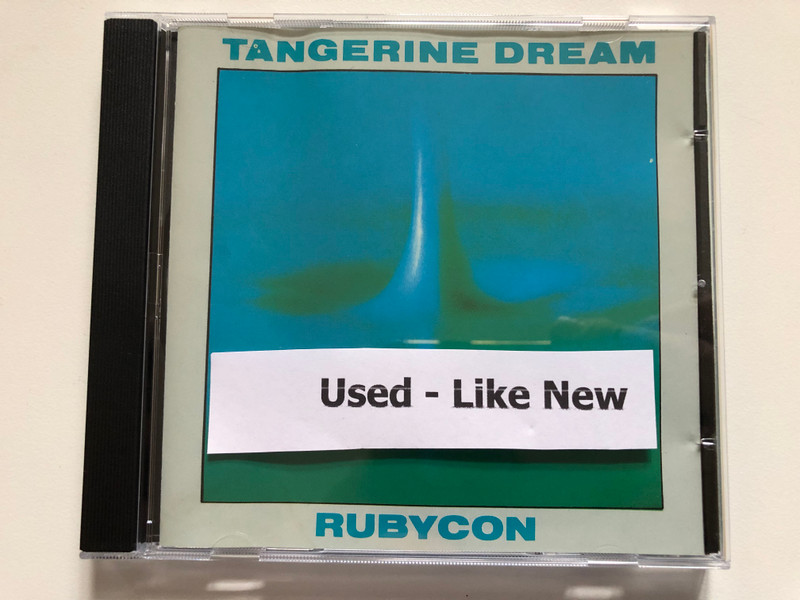 TANGERINE DREAM
Used - Like New
RUBYCON